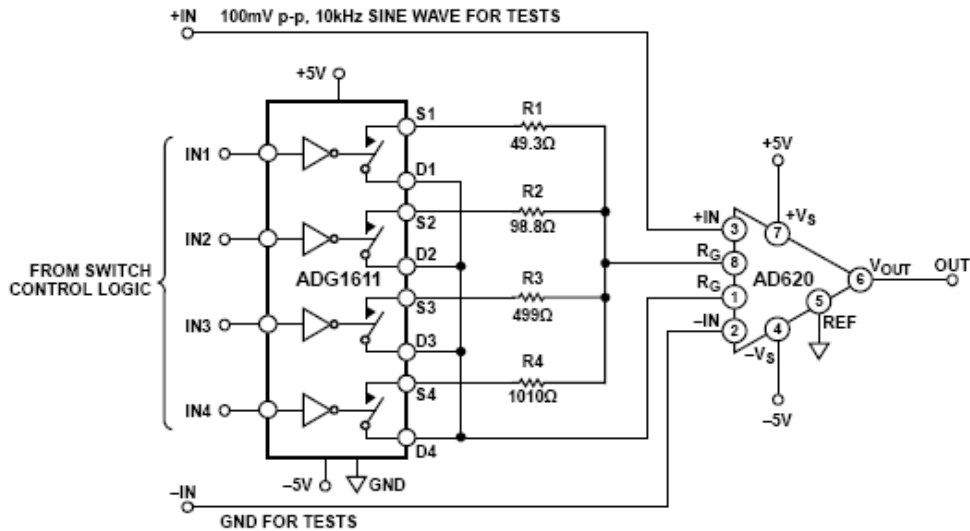 +IN 100mV p-p, 10kHz SINE WAVE FOR TESTS
+5V
S1
R1
49.3Ω
IN1
D1
+5V
S2
R2
98.8Ω
IN2
D2
+IN 3
7 +VS
FROM SWITCH
CONTROL LOGIC
ADG1611
S3
R3
499Ω
RG 8
AD620
6 VOUT OUT
RG 1
5
REF
IN3
D3
–IN 2
4
–VS
S4
R4
1010Ω
IN4
D4
–5V
–5V
GND
–IN
GND FOR TESTS